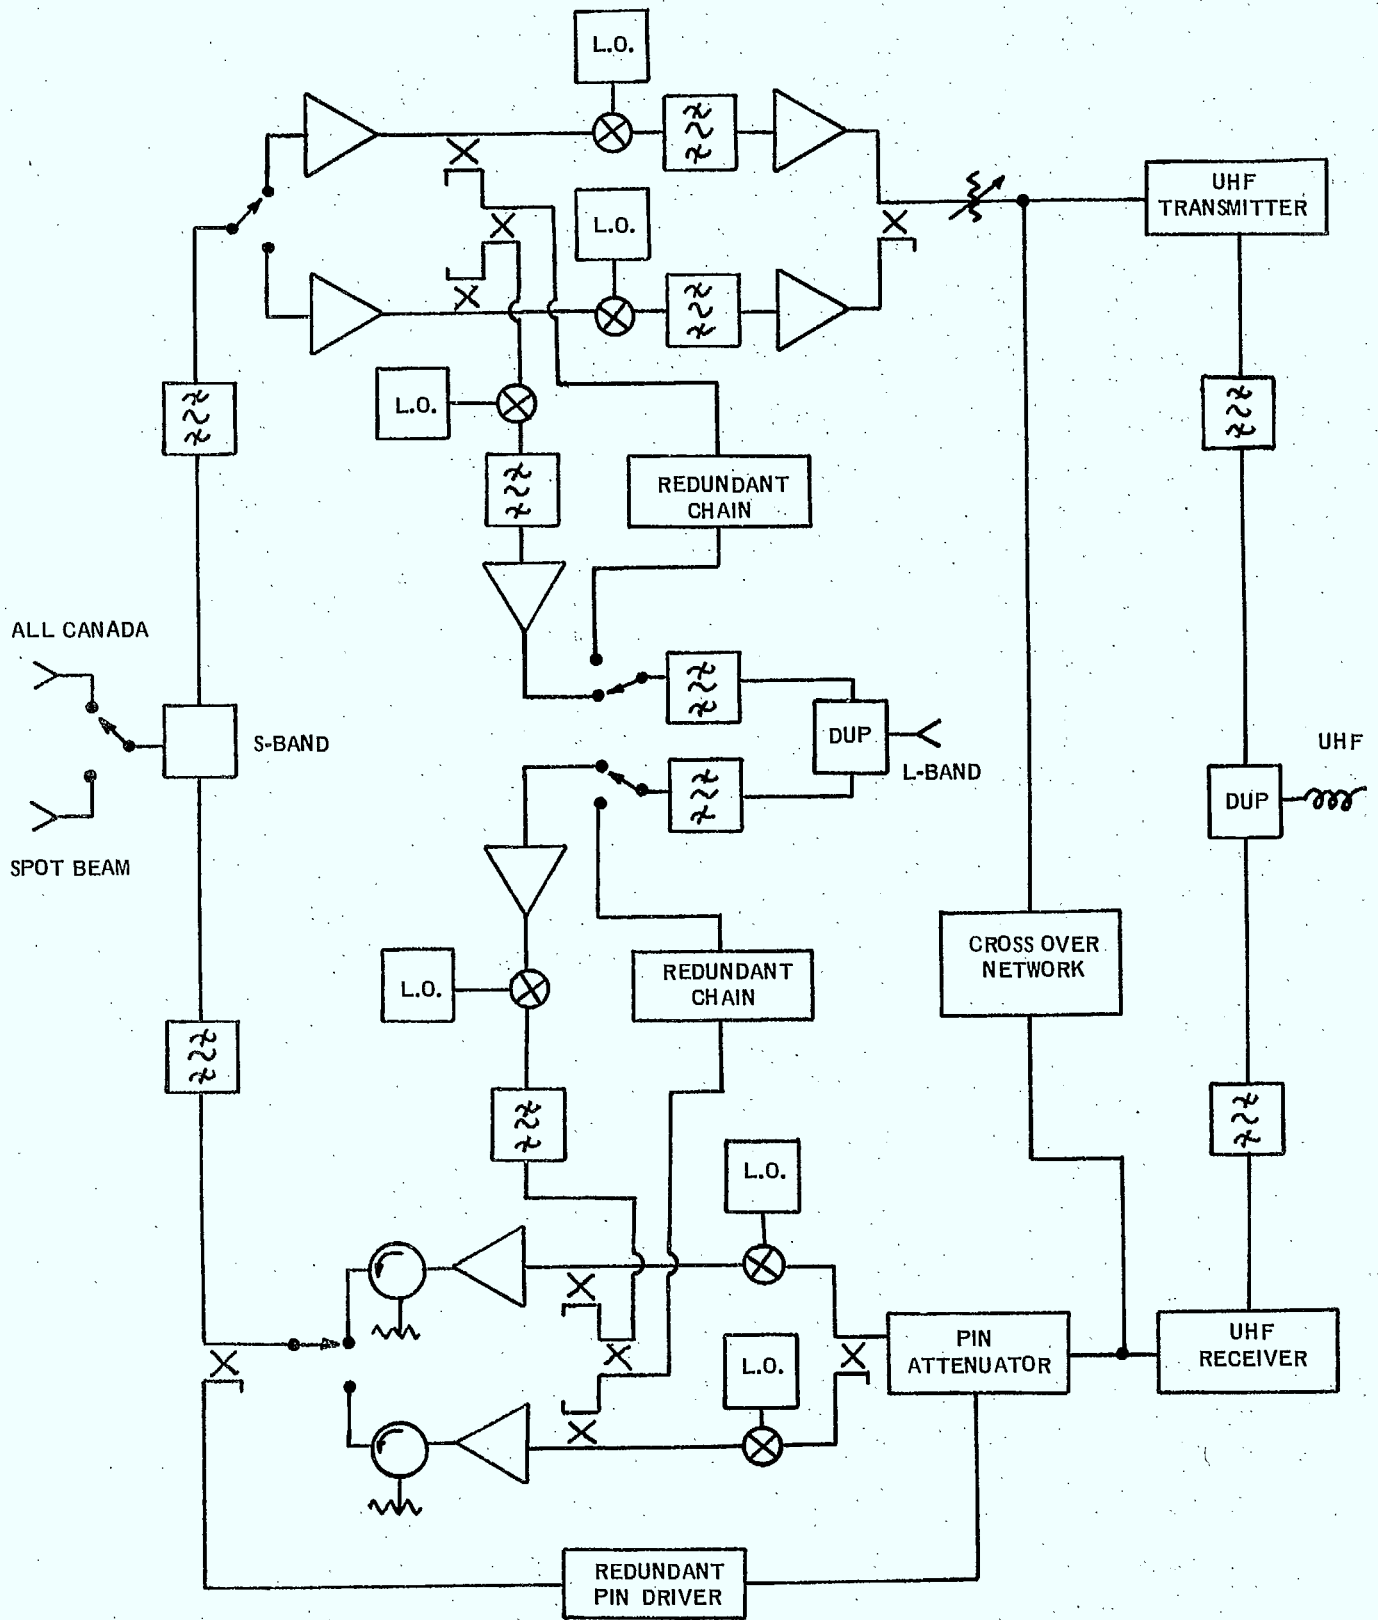 L.O.
UHF
TRANSMITTER
L.O.
L.O.
REDUNDANT
CHAIN
ALL CANADA
S-BAND
DUP
L-BAND
UHF
DUP
SPOT BEAM
CROSS OVER
NETWORK
L.O.
REDUNDANT
CHAIN
L.O.
PIN
ATTENUATOR
UHF
RECEIVER
L.O.
REDUNDANT
PIN DRIVER